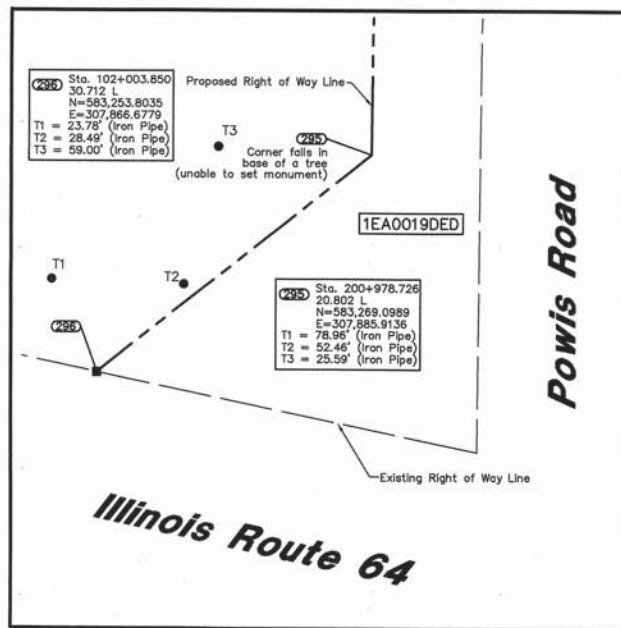 296 Sta. 102+003.850
30.712 L
N=583,253.8035
E=307,866.6779
T1 = 23.78' (Iron Pipe)
T2 = 28.49' (Iron Pipe)
T3 = 59.00' (Iron Pipe)
Proposed Right of Way Line
T3
295
Corner falls in
base of a tree
(unable to set monument)
1EA0019DED
Powis Road
T1
T2
295 Sta. 200+978.726
20.802 L
N=583,269.0989
E=307,885.9136
T1 = 78.96' (Iron Pipe)
T2 = 52.46' (Iron Pipe)
T3 = 25.59' (Iron Pipe)
296
Existing Right of Way Line
Illinois Route 64